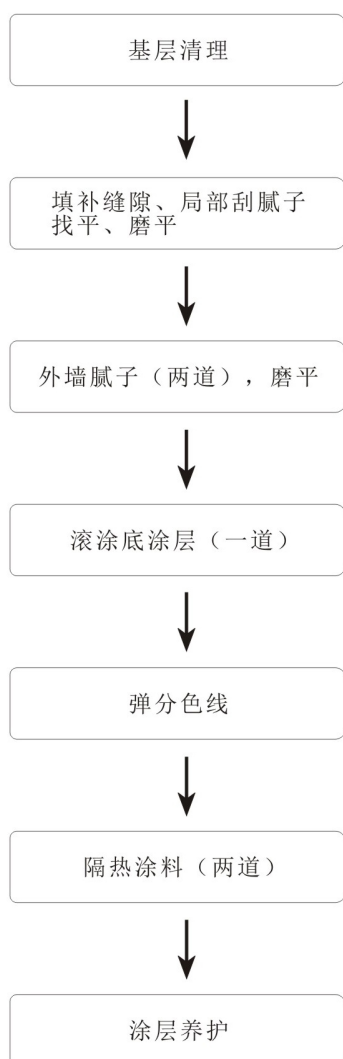 基层清理
填补缝隙、局部刮腻子
找平、磨平
外墙腻子（两道），磨平
滚涂底涂层（一道）
弹分色线
隔热涂料（两道）
涂层养护